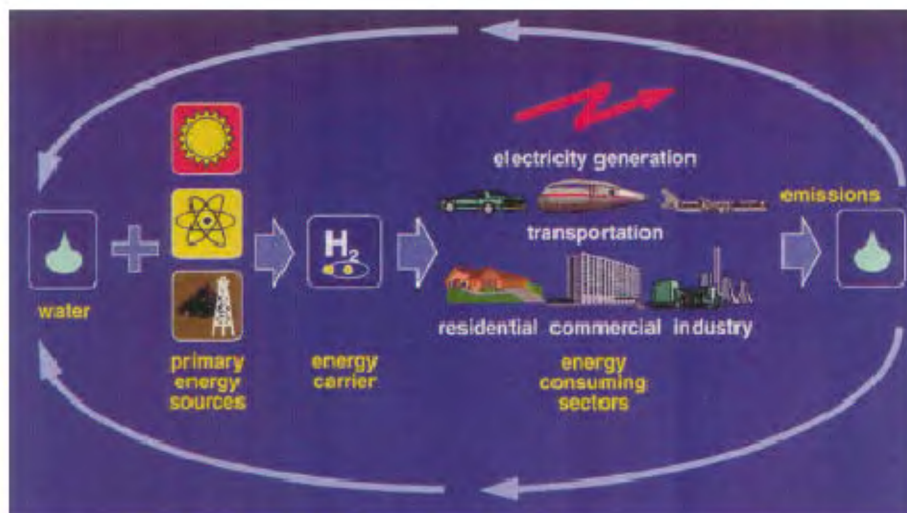 electricity generation
emissions
transportation
H2
water
residential commercial industry
primary
energy
sources
energy
carrier
energy
consuming
sectors